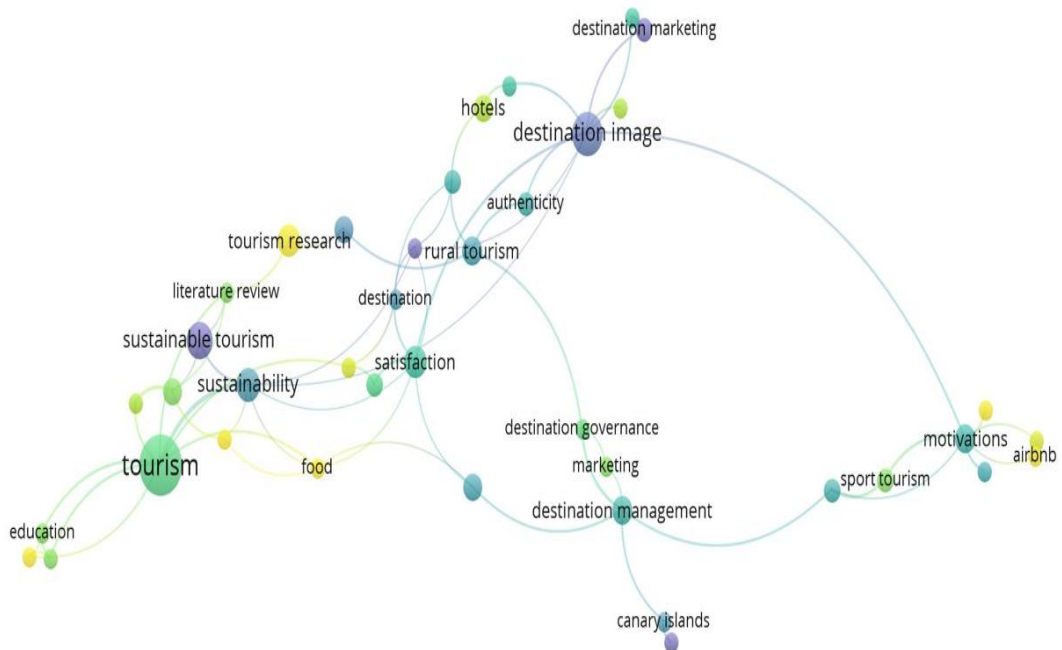 destination marketing
hotels
destination image
authenticity
tourism research
rural tourism
literature review
destination
sustainable tourism
satisfaction
sustainability
destination governance
motivations
airbnb
tourism
food
marketing
sport tourism
destination management
education
canary islands